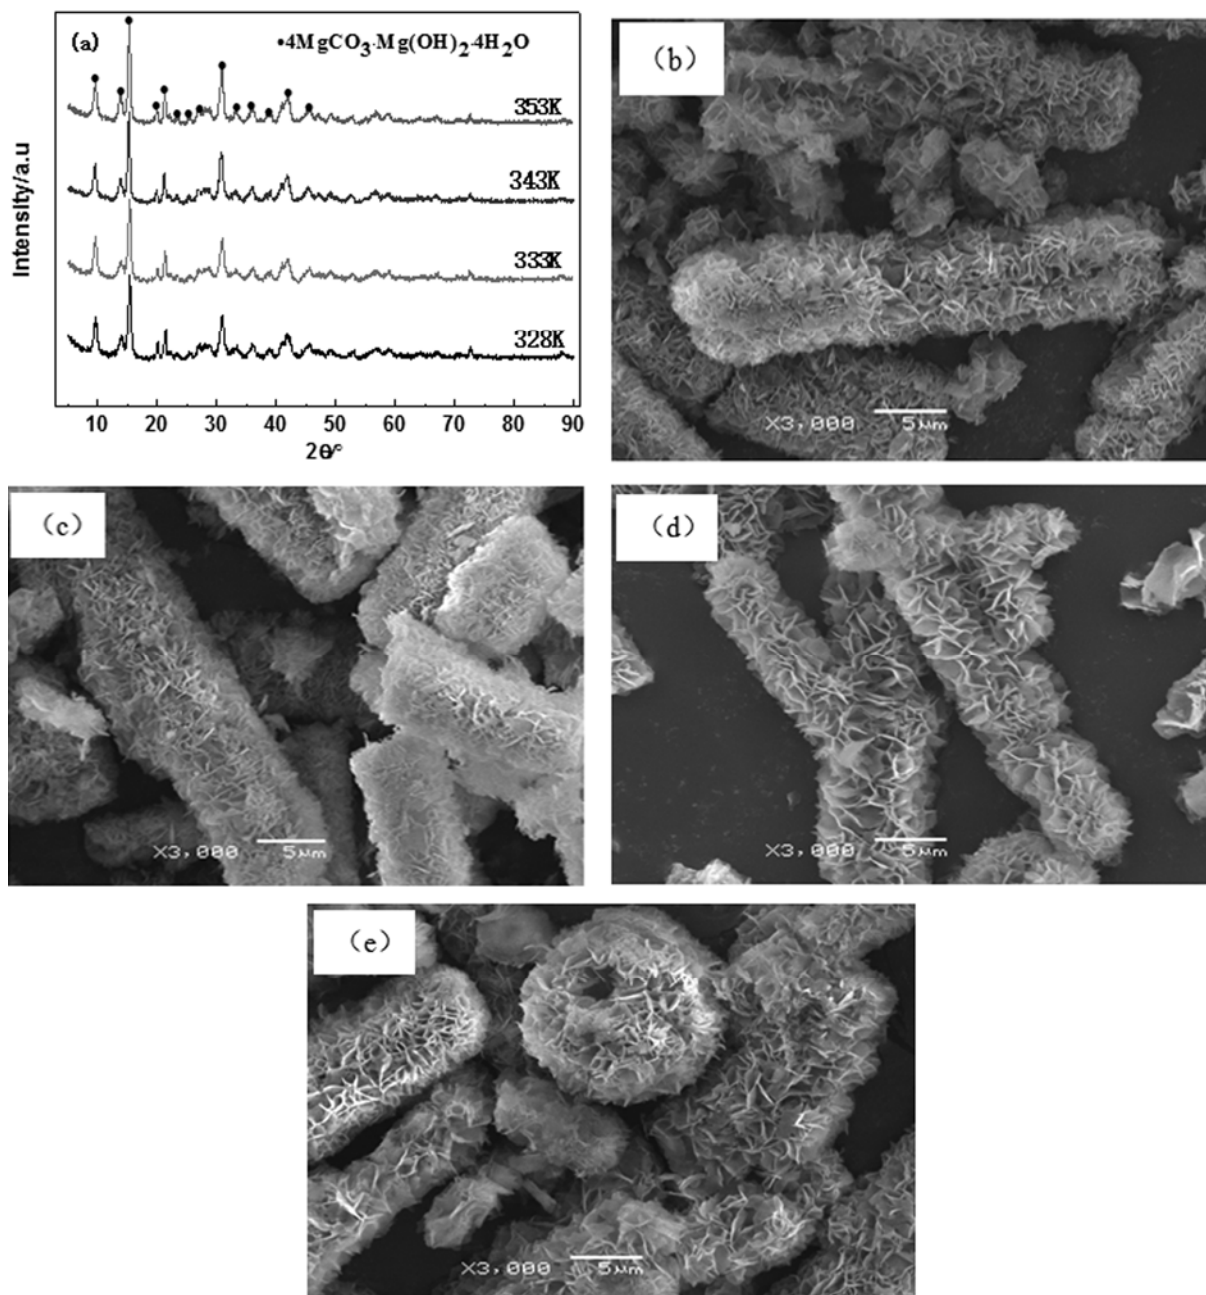 (a)
•4MgCO3·Mg(OH)2·4H2O
353K
343K
333K
328K
Intensity/a.u
10 20 30 40 50 60 70 80 90
2θ/°
(b)
X3,000 5μm
(c)
X3,000 5μm
(d)
X3,000 5μm
(e)
X3,000 5μm